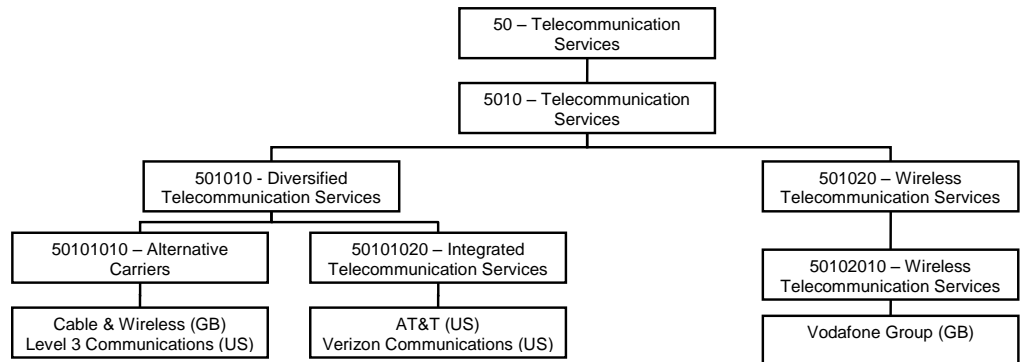 50 – Telecommunication
Services
5010 – Telecommunication
Services
501010 - Diversified
Telecommunication Services
501020 – Wireless
Telecommunication Services
50101010 – Alternative
Carriers
50101020 – Integrated
Telecommunication Services
50102010 – Wireless
Telecommunication Services
Cable & Wireless (GB)
Level 3 Communications (US)
AT&T (US)
Verizon Communications (US)
Vodafone Group (GB)